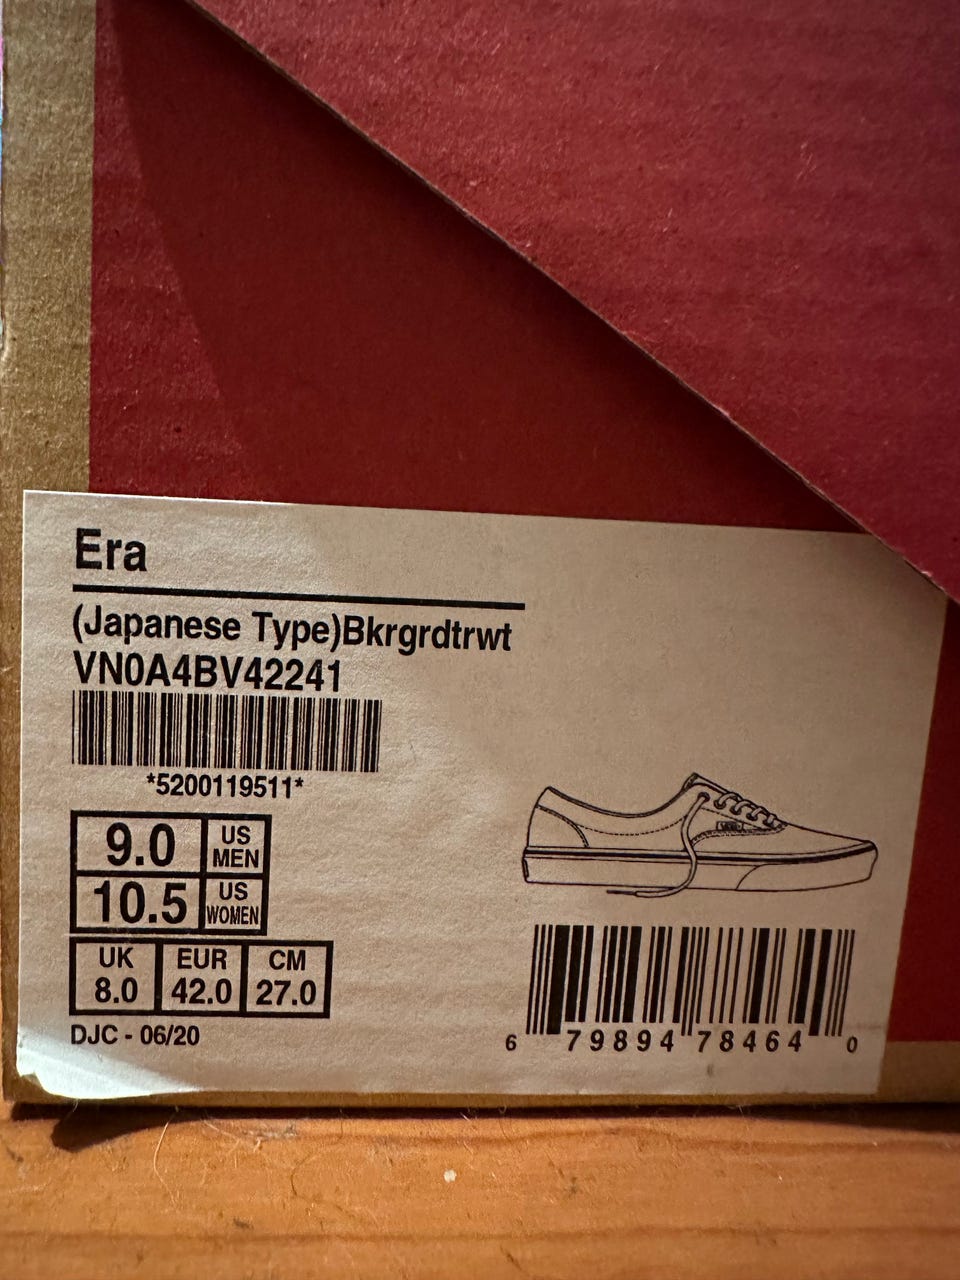 Era
(Japanese Type)Bkrgrdtrwt
VN0A4BV42241
*5200119511*
9.0 US MEN
10.5 US WOMEN
UK EUR CM
8.0 42.0 27.0
DJC - 06/20
6 79894 78464 0